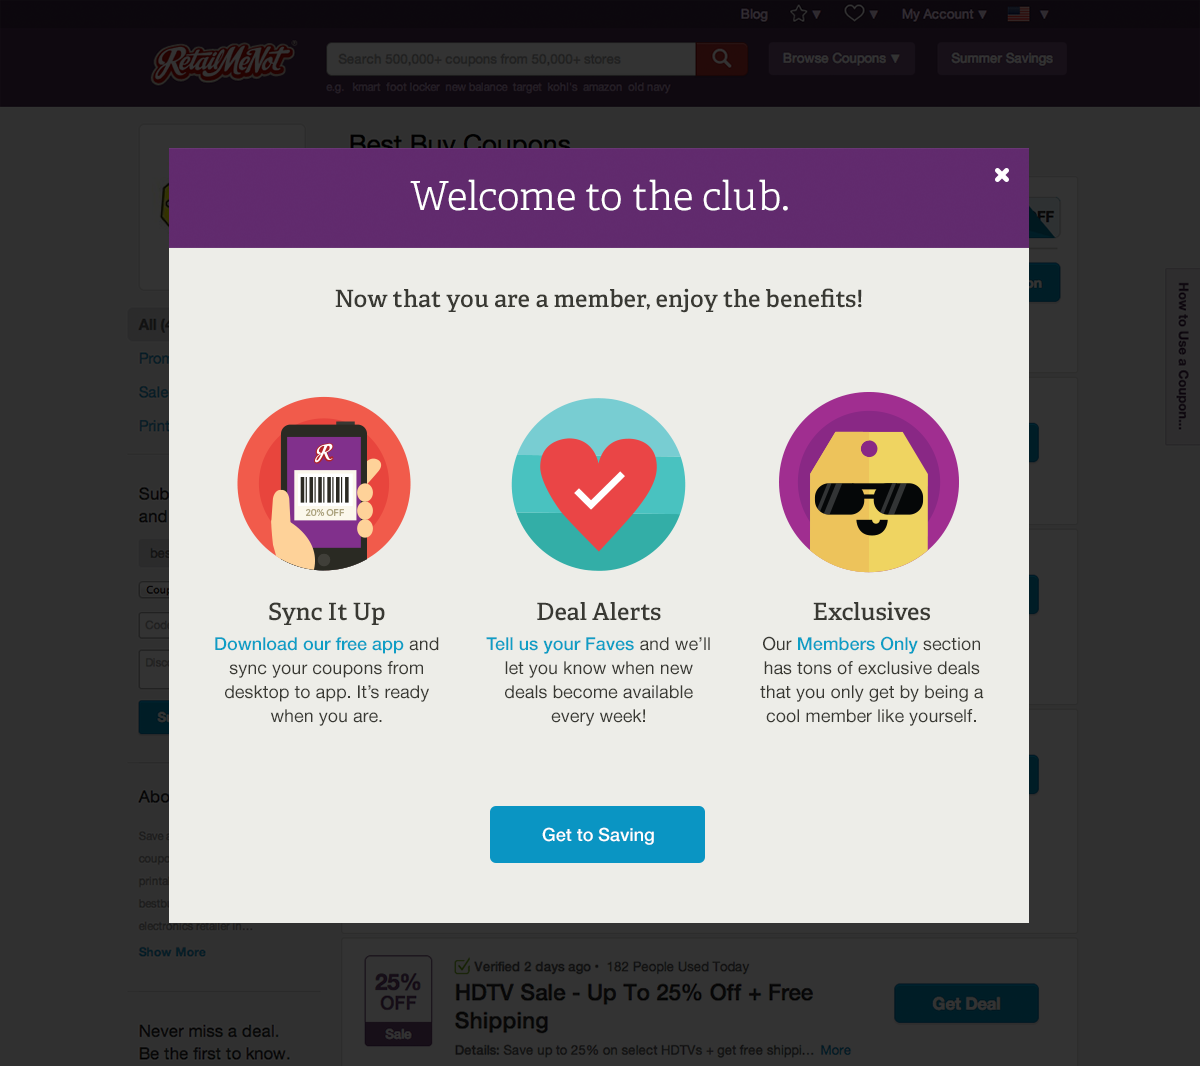 Blog My Account
RetailMeNot
Search 500,000+ coupons from 50,000+ stores
Browse Coupons
Summer Savings
e.g. kmart foot locker new balance target kohl's amazon old navy
Best Buy Coupons
Welcome to the club.
Now that you are a member, enjoy the benefits!
R
20% OFF
Sync It Up
Download our free app and
sync your coupons from
desktop to app. It's ready
when you are.
Deal Alerts
Tell us your Faves and we'll
let you know when new
deals become available
every week!
Exclusives
Our Members Only section
has tons of exclusive deals
that you only get by being a
cool member like yourself.
Get to Saving
FF
on
How to Use a Coupon...
All (
Prom
Sale
Print
Sub
and
bes
Coup
Code
Disco
Abo
Save
coupo
printa
bestb
electronics retailer in...
Show More
Never miss a deal.
Be the first to know.
25%
OFF
Sale
Verified 2 days ago • 182 People Used Today
HDTV Sale - Up To 25% Off + Free
Shipping
Details: Save up to 25% on select HDTVs + get free shippi... More
Get Deal